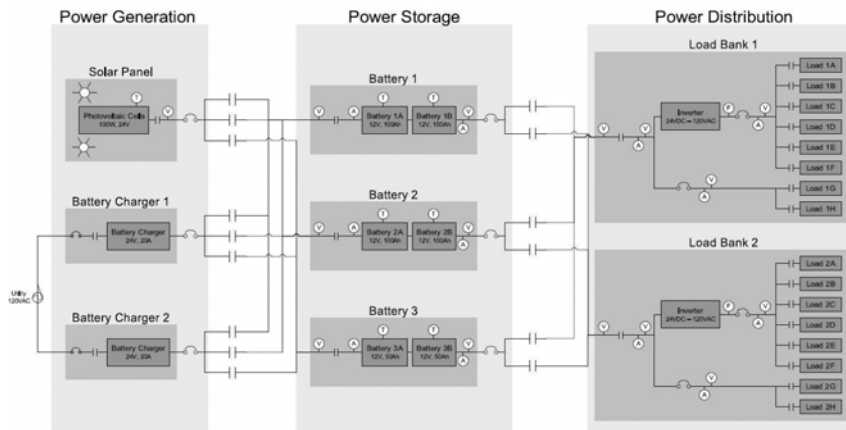 Power Generation
Power Storage
Power Distribution
Solar Panel
T
V
Photovoltaic Cells
100W, 24V
Battery Charger 1
Battery Charger
24V, 20A
Utility
120VAC
Battery Charger 2
Battery Charger
24V, 20A
Battery 1
V
A
T
T
Battery 1A
12V, 100Ah
Battery 1B
12V, 100Ah
V
A
Battery 2
V
A
T
T
Battery 2A
12V, 100Ah
Battery 2B
12V, 100Ah
V
A
Battery 3
V
A
T
T
Battery 3A
12V, 50Ah
Battery 3B
12V, 50Ah
V
A
Load Bank 1
V
A
Inverter
24VDC – 120VAC
F
V
A
V
A
Load 1A
Load 1B
Load 1C
Load 1D
Load 1E
Load 1F
Load 1G
Load 1H
Load Bank 2
V
V
A
Inverter
24VDC – 120VAC
F
V
A
V
A
Load 2A
Load 2B
Load 2C
Load 2D
Load 2E
Load 2F
Load 2G
Load 2H